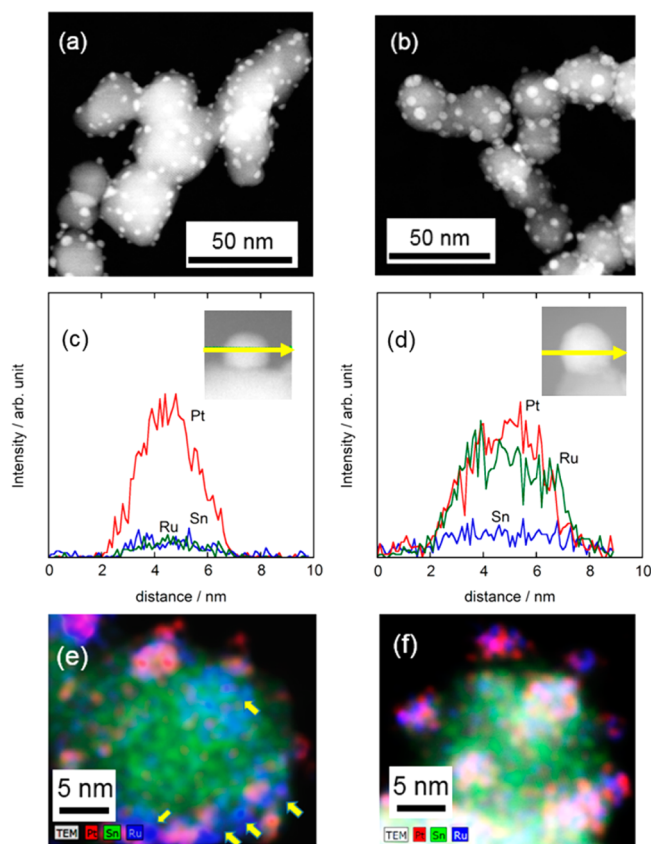 (a)
50 nm
(b)
50 nm
(c)
Pt
Ru
Sn
Intensity / arb. unit
0 2 4 6 8 10
distance / nm
(d)
Pt
Ru
Sn
Intensity / arb. unit
0 2 4 6 8 10
distance / nm
(e)
5 nm
TEM Pt Sn Ru
(f)
5 nm
TEM Pt Sn Ru